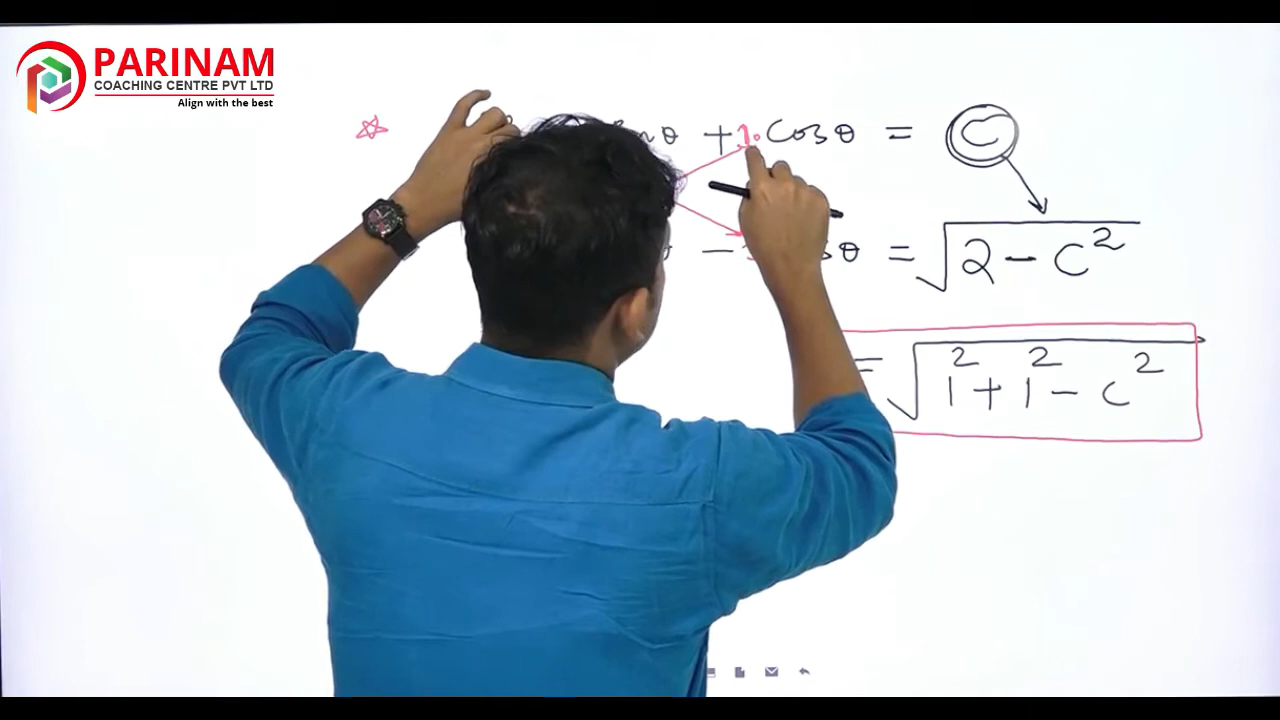 PARINAM
COACHING CENTRE PVT LTD
Align with the best
θ + 1. Cosθ = C
θ - θ = √2 - c²
= √1² + 1² - c²